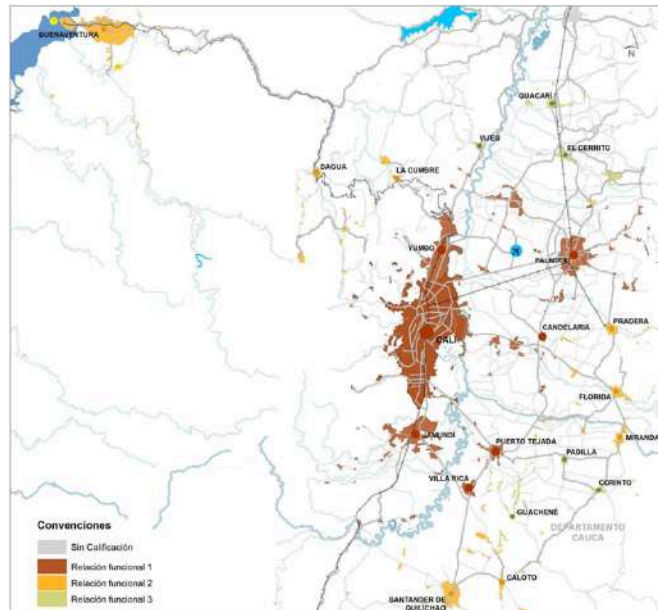 BUENAVENTURA
N
GUACARÍ
VIJES
EL CERRITO
DAGUA
LA CUMBRE
YUMBO
PALMIRA
CANDELARIA
PRADERA
CALI
FLORIDA
JAMUNDÍ
MIRANDA
PUERTO TEJADA
PADILLA
VILLA RICA
CORINTO
GUACHENÉ
DEPARTAMENTO
CAUCA
CALOTO
SANTANDER DE
QUILICHAO
Convenciones
Sin Calificación
Relación funcional 1
Relación funcional 2
Relación funcional 3